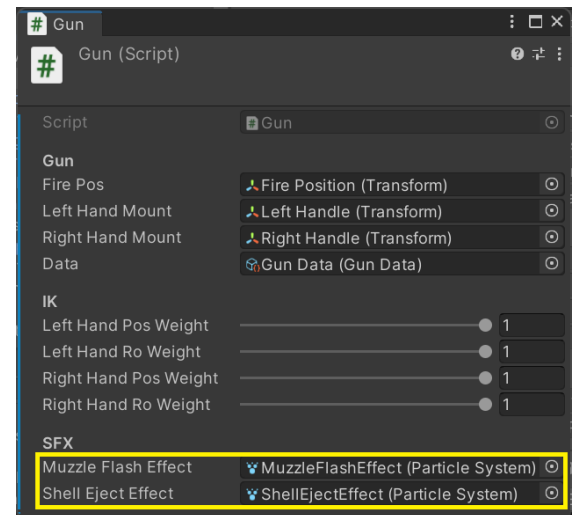 Gun
Gun (Script)
Script Gun
Gun
Fire Pos Fire Position (Transform)
Left Hand Mount Left Handle (Transform)
Right Hand Mount Right Handle (Transform)
Data Gun Data (Gun Data)
IK
Left Hand Pos Weight 1
Left Hand Ro Weight 1
Right Hand Pos Weight 1
Right Hand Ro Weight 1
SFX
Muzzle Flash Effect MuzzleFlashEffect (Particle System)
Shell Eject Effect ShellEjectEffect (Particle System)